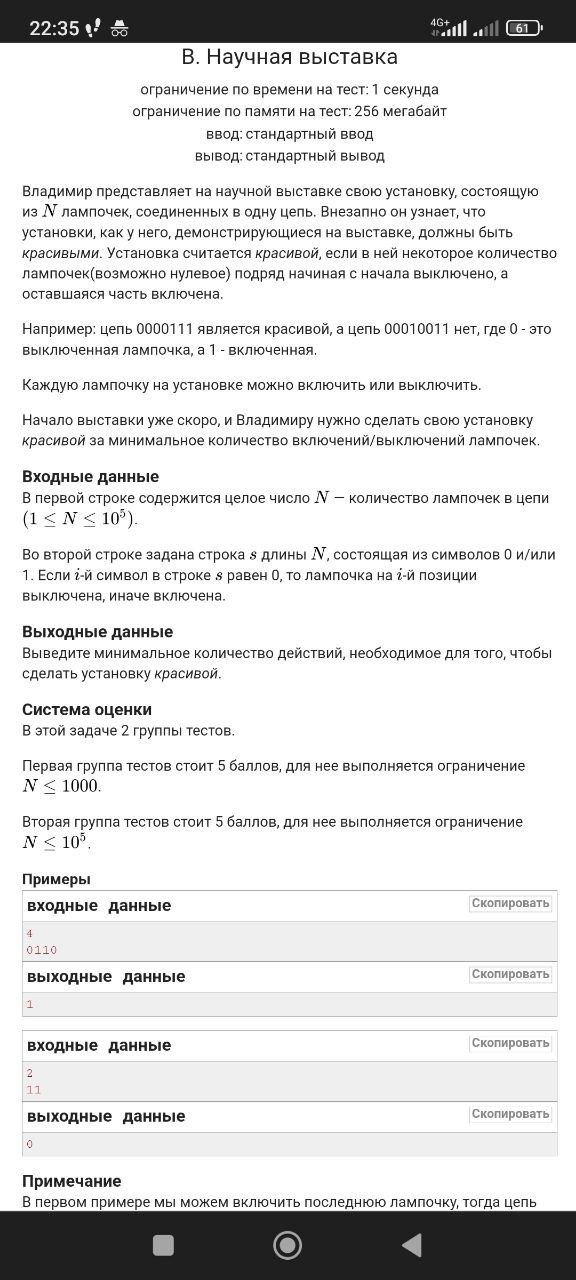 22:35
4G+
61
В. Научная выставка
ограничение по времени на тест: 1 секунда
ограничение по памяти на тест: 256 мегабайт
ввод: стандартный ввод
вывод: стандартный вывод
Владимир представляет на научной выставке свою установку, состоящую
из N лампочек, соединенных в одну цепь. Внезапно он узнает, что
установки, как у него, демонстрирующиеся на выставке, должны быть
красивыми. Установка считается красивой, если в ней некоторое количество
лампочек(возможно нулевое) подряд начиная с начала выключено, а
оставшаяся часть включена.
Например: цепь 0000111 является красивой, а цепь 00010011 нет, где 0 - это
выключенная лампочка, а 1 - включенная.
Каждую лампочку на установке можно включить или выключить.
Начало выставки уже скоро, и Владимиру нужно сделать свою установку
красивой за минимальное количество включений/выключений лампочек.
Входные данные
В первой строке содержится целое число N — количество лампочек в цепи
(1 ≤ N ≤ 10⁵).
Во второй строке задана строка s длины N, состоящая из символов 0 и/или
1. Если i-й символ в строке s равен 0, то лампочка на i-й позиции
выключена, иначе включена.
Выходные данные
Выведите минимальное количество действий, необходимое для того, чтобы
сделать установку красивой.
Система оценки
В этой задаче 2 группы тестов.
Первая группа тестов стоит 5 баллов, для нее выполняется ограничение
N ≤ 1000.
Вторая группа тестов стоит 5 баллов, для нее выполняется ограничение
N ≤ 10⁵.
Примеры
входные данные Скопировать
4
0110
выходные данные Скопировать
1
входные данные Скопировать
2
11
выходные данные Скопировать
0
Примечание
В первом примере мы можем включить последнюю лампочку, тогда цепь